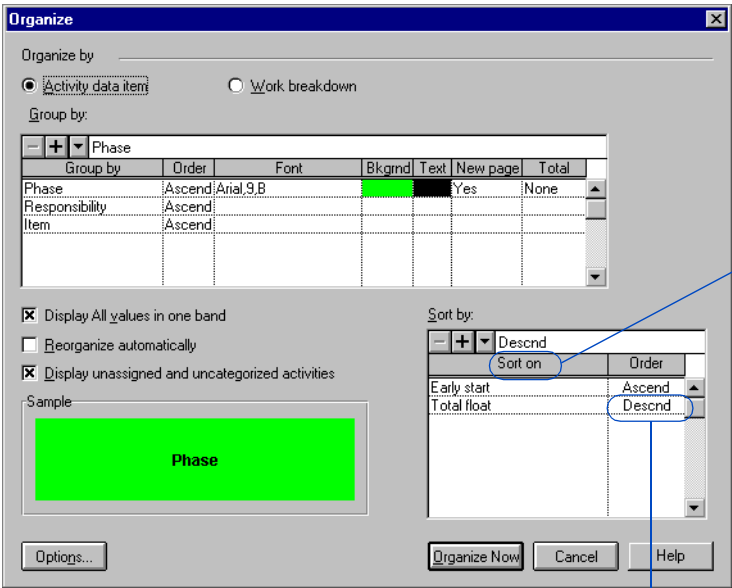 Organize
Organize by
Activity data item Work breakdown
Group by:
Phase
Group by Order Font Bkgrnd Text New page Total
Phase Ascend Arial,9,B Yes None
Responsibility Ascend
Item Ascend
Display All values in one band
Reorganize automatically
Display unassigned and uncategorized activities
Sort by:
Descnd
Sort on Order
Early start Ascend
Total float Descnd
Sample
Phase
Options... Organize Now Cancel Help